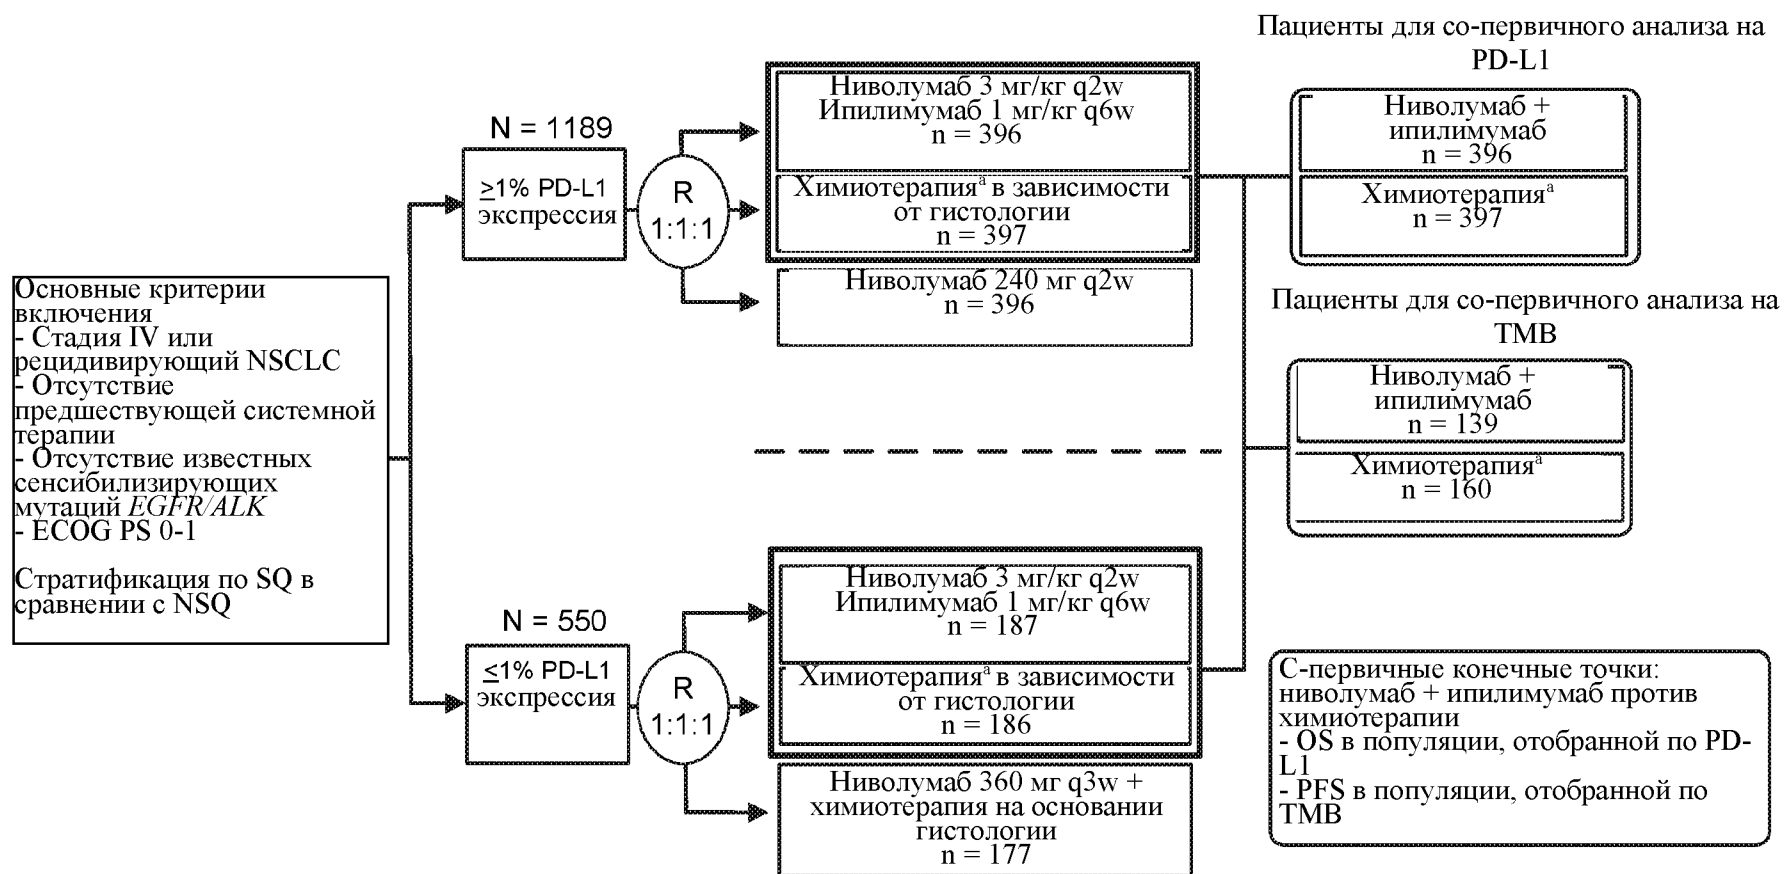 Основные критерии
включения
- Стадия IV или
рецидивирующий NSCLC
- Отсутствие
предшествующей системной
терапии
- Отсутствие известных
сенсибилизирующих
мутаций EGFR/ALK
- ECOG PS 0-1
Стратификация по SQ в
сравнении с NSQ
N = 1189
≥1% PD-L1
экспрессия
R
1:1:1
Ниволумаб 3 мг/кг q2w
Ипилимумаб 1 мг/кг q6w
n = 396
Химиотерапияª в зависимости
от гистологии
n = 397
Ниволумаб 240 мг q2w
n = 396
N = 550
≤1% PD-L1
экспрессия
R
1:1:1
Ниволумаб 3 мг/кг q2w
Ипилимумаб 1 мг/кг q6w
n = 187
Химиотерапияª в зависимости
от гистологии
n = 186
Ниволумаб 360 мг q3w +
химиотерапия на основании
гистологии
n = 177
Пациенты для со-первичного анализа на
PD-L1
Ниволумаб +
ипилимумаб
n = 396
Химиотерапияª
n = 397
Пациенты для со-первичного анализа на
TMB
Ниволумаб +
ипилимумаб
n = 139
Химиотерапияª
n = 160
С-первичные конечные точки:
ниволумаб + ипилимумаб против
химиотерапии
- OS в популяции, отобранной по PD-
L1
- PFS в популяции, отобранной по
TMB